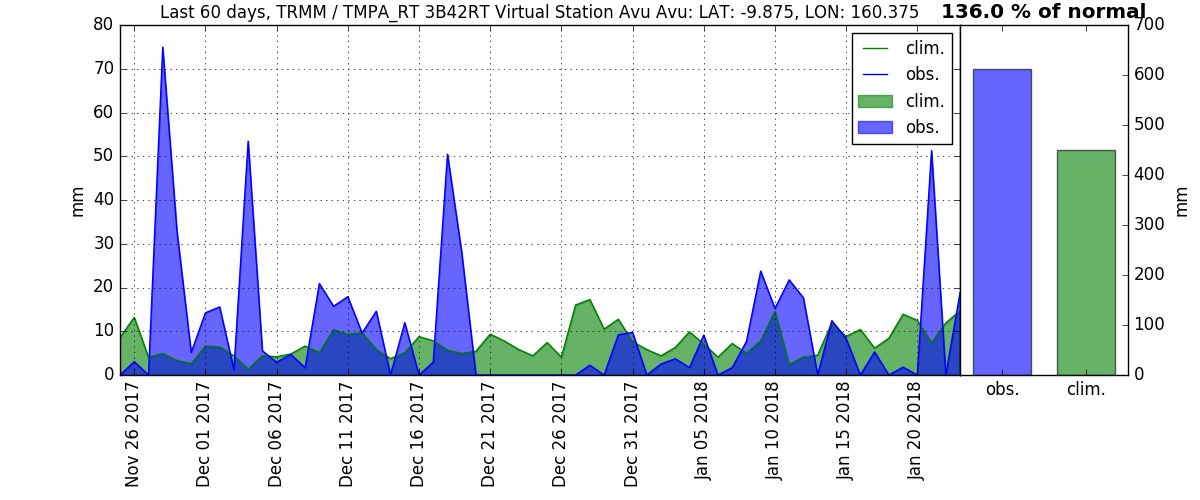 Last 60 days, TRMM / TMPA_RT 3B42RT Virtual Station Avu Avu: LAT: -9.875, LON: 160.375
136.0 % of normal
80
70
60
50
40
30
20
10
0
mm
clim.
obs.
clim.
obs.
700
600
500
400
300
200
100
0
mm
obs.
clim.
Nov 26 2017
Dec 01 2017
Dec 06 2017
Dec 11 2017
Dec 16 2017
Dec 21 2017
Dec 26 2017
Dec 31 2017
Jan 05 2018
Jan 10 2018
Jan 15 2018
Jan 20 2018